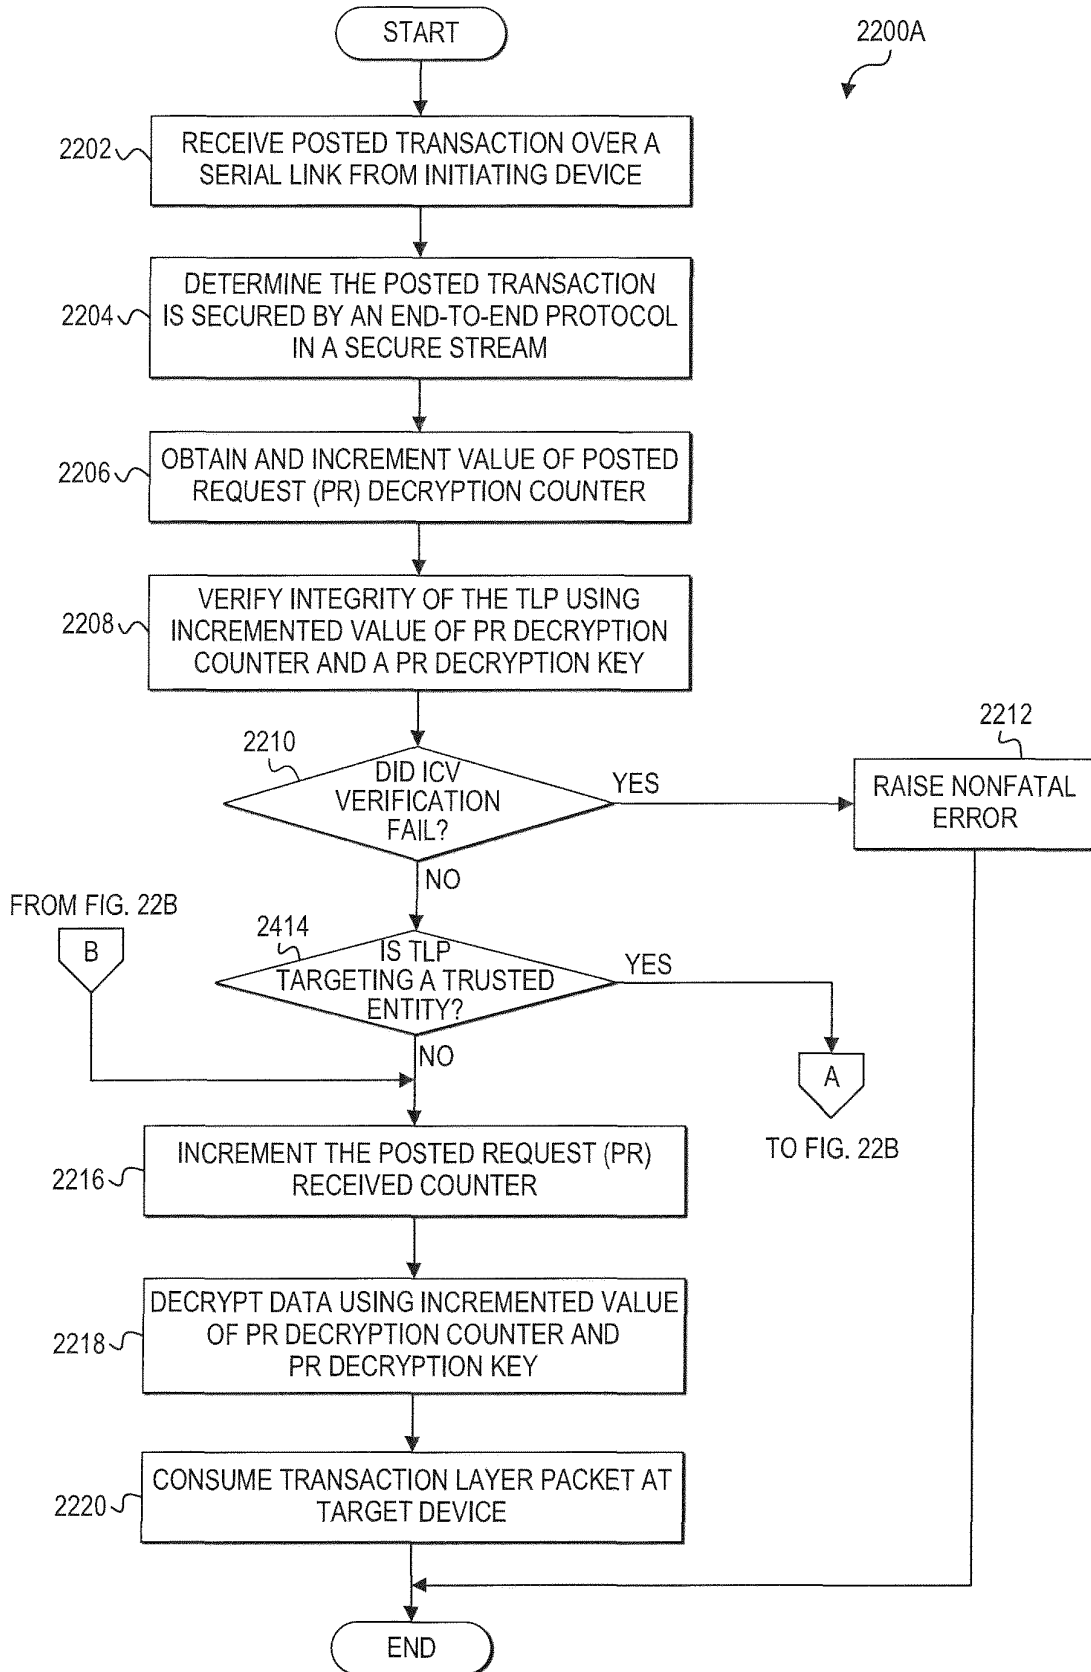 START
2200A
2202
RECEIVE POSTED TRANSACTION OVER A
SERIAL LINK FROM INITIATING DEVICE
2204
DETERMINE THE POSTED TRANSACTION
IS SECURED BY AN END-TO-END PROTOCOL
IN A SECURE STREAM
2206
OBTAIN AND INCREMENT VALUE OF POSTED
REQUEST (PR) DECRYPTION COUNTER
2208
VERIFY INTEGRITY OF THE TLP USING
INCREMENTED VALUE OF PR DECRYPTION
COUNTER AND A PR DECRYPTION KEY
2210
DID ICV
VERIFICATION
FAIL?
YES
2212
RAISE NONFATAL
ERROR
NO
FROM FIG. 22B
B
2414
IS TLP
TARGETING A TRUSTED
ENTITY?
YES
NO
A
TO FIG. 22B
2216
INCREMENT THE POSTED REQUEST (PR)
RECEIVED COUNTER
2218
DECRYPT DATA USING INCREMENTED VALUE
OF PR DECRYPTION COUNTER AND
PR DECRYPTION KEY
2220
CONSUME TRANSACTION LAYER PACKET AT
TARGET DEVICE
END